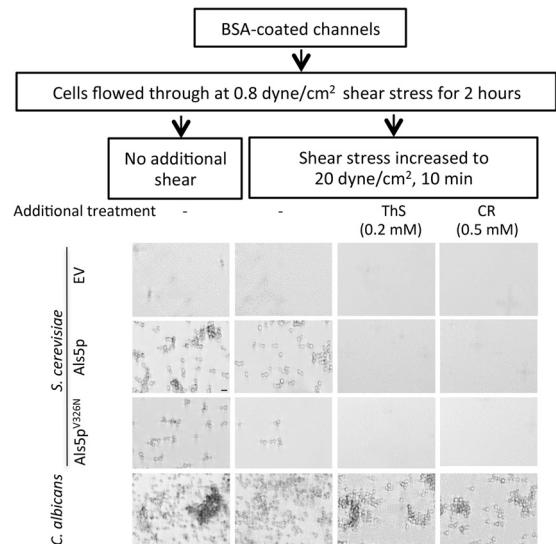 BSA-coated channels
Cells flowed through at 0.8 dyne/cm² shear stress for 2 hours
No additional
shear
Shear stress increased to
20 dyne/cm², 10 min
Additional treatment - - ThS CR
(0.2 mM) (0.5 mM)
S. cerevisiae
EV
Als5p
Als5pV326N
C. albicans